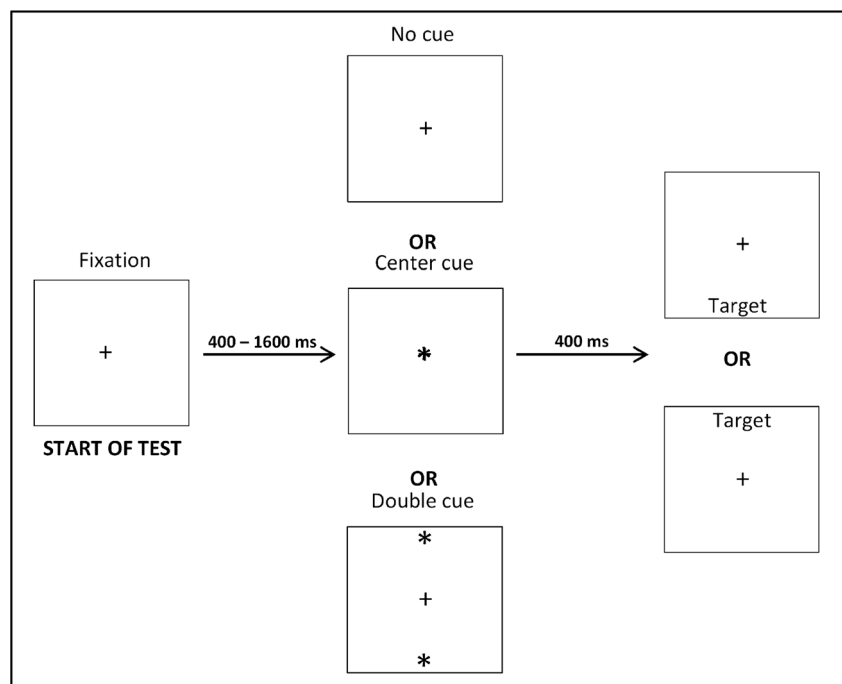 No cue
+
OR
Center cue
*
OR
Double cue
*
+
*
Fixation
+
START OF TEST
400 – 1600 ms
400 ms
+
Target
OR
Target
+